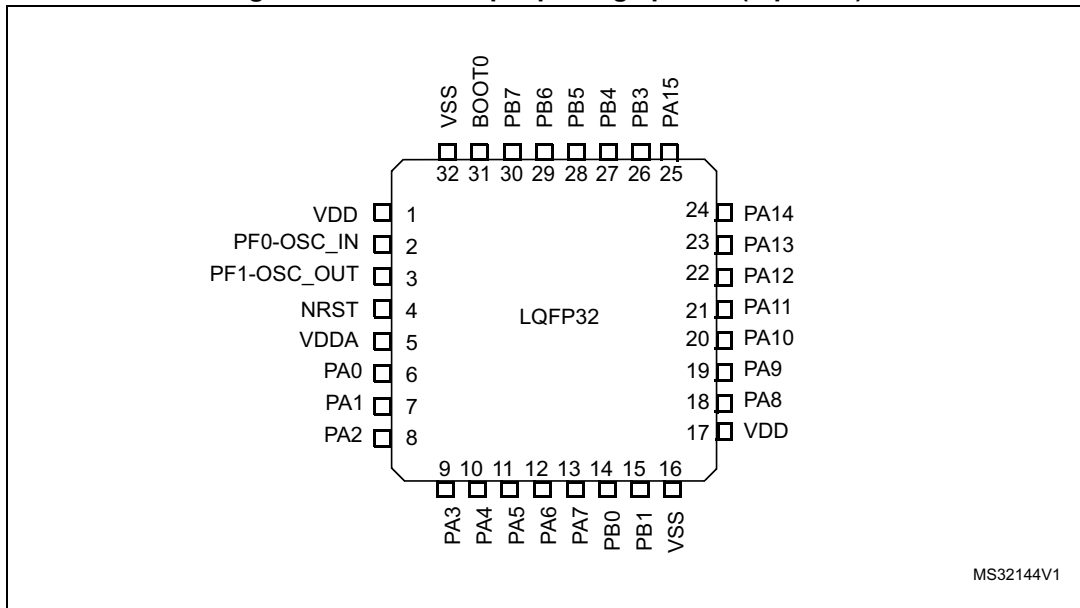 VSS
BOOT0
PB7
PB6
PB5
PB4
PB3
PA15
32 31 30 29 28 27 26 25
VDD 1
PF0-OSC_IN 2
PF1-OSC_OUT 3
NRST 4
VDDA 5
PA0 6
PA1 7
PA2 8
LQFP32
24 PA14
23 PA13
22 PA12
21 PA11
20 PA10
19 PA9
18 PA8
17 VDD
9 10 11 12 13 14 15 16
PA3
PA4
PA5
PA6
PA7
PB0
PB1
VSS
MS32144V1